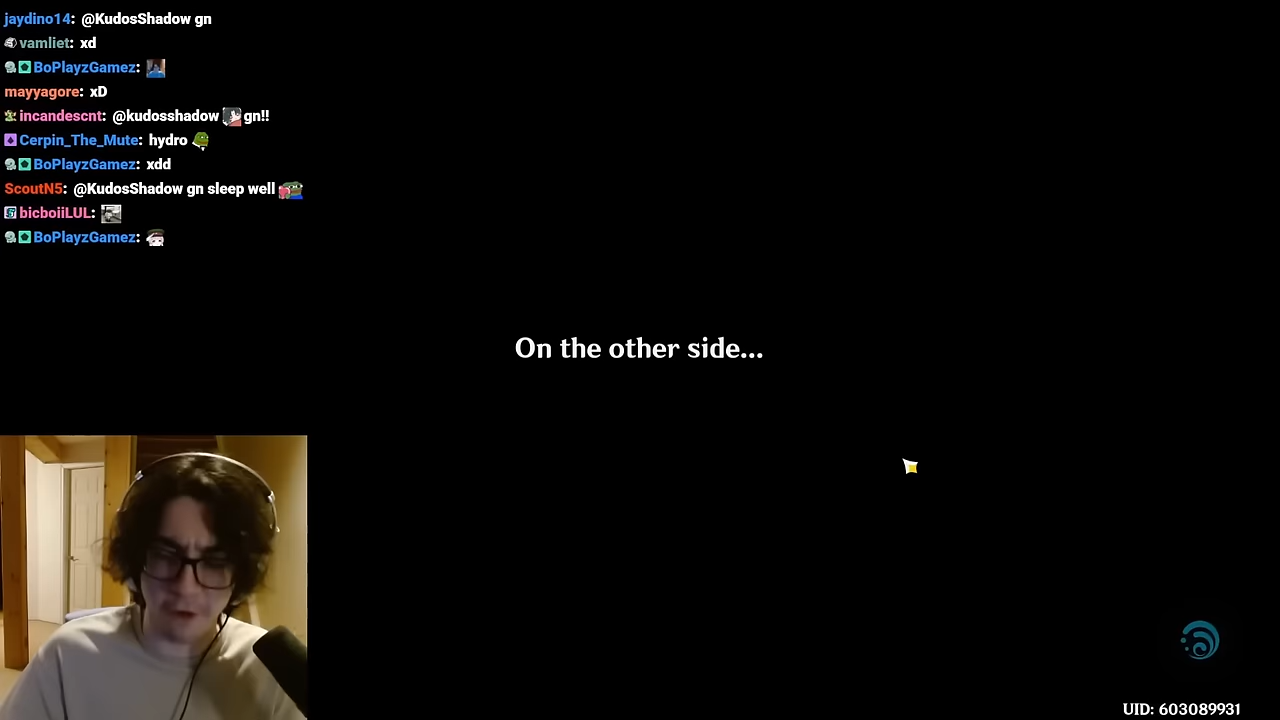 jaydino14: @KudosShadow gn
vamliet: xd
BoPlayzGamez:
mayyagore: xD
incandescnt: @kudosshadow gn!!
Cerpin_The_Mute: hydro
BoPlayzGamez: xdd
ScoutN5: @KudosShadow gn sleep well
bicboiiLUL:
BoPlayzGamez:
On the other side...
UID: 603089931